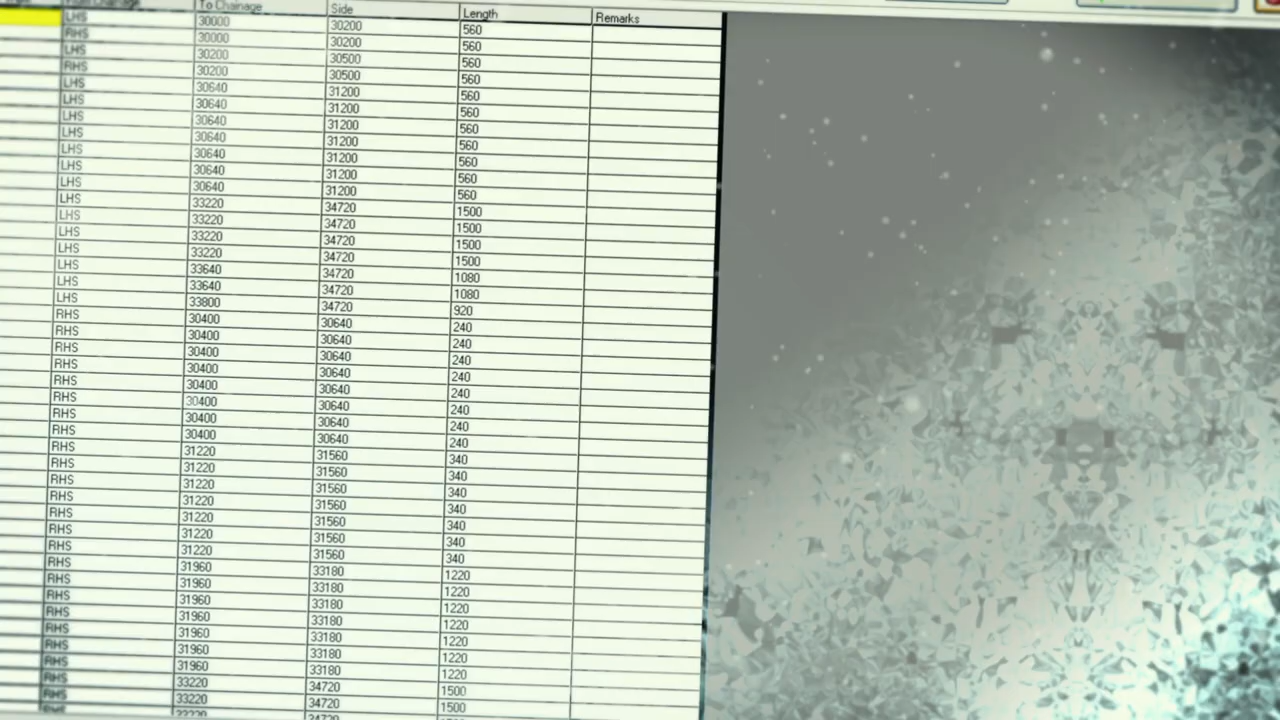 To Chainage Side Length Remarks
LHS 30000 30200 560
RHS 30000 30200 560
LHS 30200 30500 560
RHS 30200 30500 560
LHS 30640 31200 560
LHS 30640 31200 560
LHS 30640 31200 560
LHS 30640 31200 560
LHS 30640 31200 560
LHS 30640 31200 560
LHS 30640 31200 560
LHS 33220 34720 1500
LHS 33220 34720 1500
LHS 33220 34720 1500
LHS 33220 34720 1500
LHS 33640 34720 1080
LHS 33640 34720 1080
LHS 33800 34720 920
RHS 30400 30640 240
RHS 30400 30640 240
RHS 30400 30640 240
RHS 30400 30640 240
RHS 30400 30640 240
RHS 30400 30640 240
RHS 30400 30640 240
RHS 30400 30640 240
RHS 31220 31560 340
RHS 31220 31560 340
RHS 31220 31560 340
RHS 31220 31560 340
RHS 31220 31560 340
RHS 31220 31560 340
RHS 31220 31560 340
RHS 31960 33180 1220
RHS 31960 33180 1220
RHS 31960 33180 1220
RHS 31960 33180 1220
RHS 31960 33180 1220
RHS 31960 33180 1220
RHS 31960 33180 1220
RHS 33220 34720 1500
RHS 33220 34720 1500